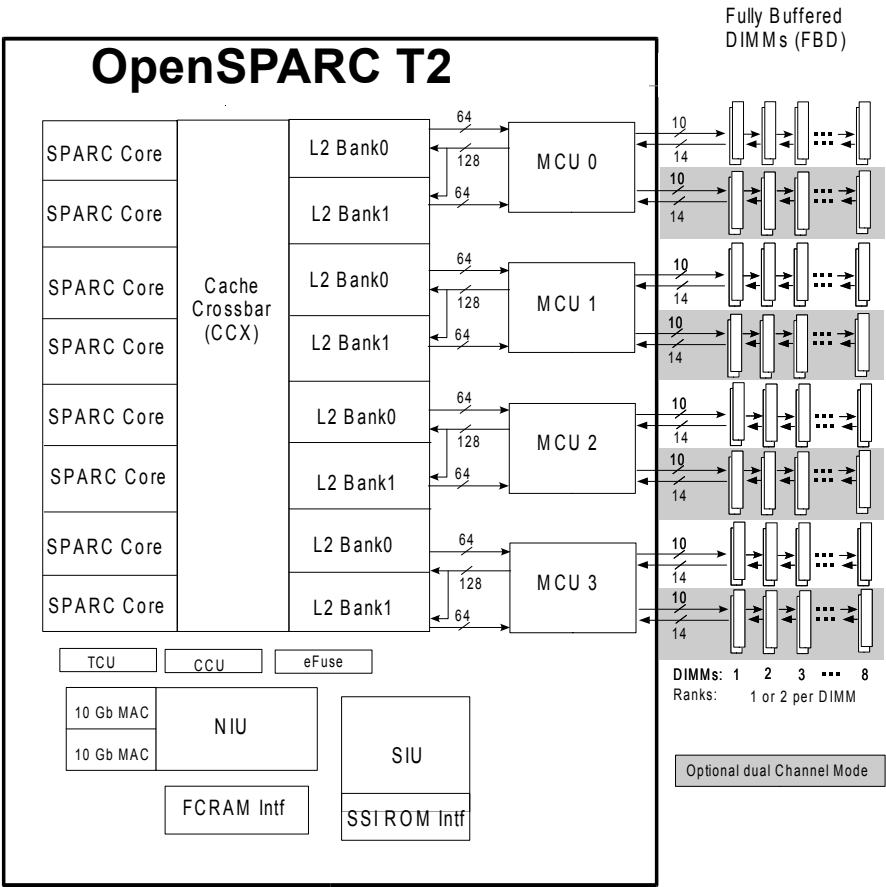 Fully Buffered
DIMMs (FBD)
OpenSPARC T2
SPARC Core
SPARC Core
SPARC Core
SPARC Core
SPARC Core
SPARC Core
SPARC Core
SPARC Core
Cache
Crossbar
(CCX)
L2 Bank0
L2 Bank1
L2 Bank0
L2 Bank1
L2 Bank0
L2 Bank1
L2 Bank0
L2 Bank1
64
128
64
64
128
64
64
128
64
64
128
64
MCU 0
MCU 1
MCU 2
MCU 3
10
14
10
14
10
14
10
14
10
14
10
14
10
14
10
14
DIMMs: 1 2 3 ... 8
Ranks: 1 or 2 per DIMM
Optional dual Channel Mode
TCU
CCU
eFuse
10 Gb MAC
10 Gb MAC
NIU
SIU
FCRAM Intf
SSI ROM Intf